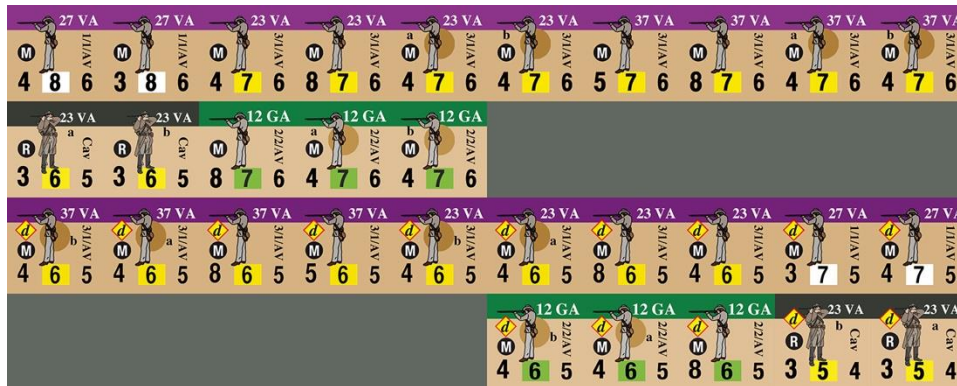 27 VA 27 VA 23 VA 23 VA 23 VA 23 VA 37 VA 37 VA 37 VA 37 VA
a b a b
M M M M M M M M M M
1/1/AV 1/1/AV 3/1/AV 3/1/AV 3/1/AV 3/1/AV 3/1/AV 3/1/AV 3/1/AV 3/1/AV
4 8 6 3 8 6 4 7 6 8 7 6 4 7 6 4 7 6 5 7 6 8 7 6 4 7 6 4 7 6
23 VA 23 VA 12 GA 12 GA 12 GA
a b a b
R R M M M
Cav Cav 2/2/AV 2/2/AV 2/2/AV
3 6 5 3 6 5 8 7 6 4 7 6 4 7 6
37 VA 37 VA 37 VA 37 VA 23 VA 23 VA 23 VA 23 VA 27 VA 27 VA
d d d d d d d d d d
b a b a
M M M M M M M M M M
3/1/AV 3/1/AV 3/1/AV 3/1/AV 3/1/AV 3/1/AV 3/1/AV 3/1/AV 1/1/AV 1/1/AV
4 6 5 4 6 5 8 6 5 5 6 5 4 6 5 4 6 5 8 6 5 4 6 5 3 7 5 4 7 5
12 GA 12 GA 12 GA 23 VA 23 VA
d d d d d
b a b a
M M M R R
2/2/AV 2/2/AV 2/2/AV Cav Cav
4 6 5 4 6 5 8 6 5 3 5 4 3 5 4